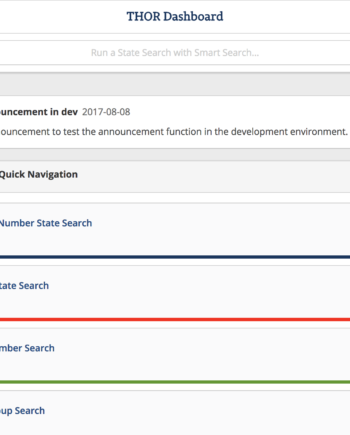 THOR Dashboard
Run a State Search with Smart Search...
ouncement in dev 2017-08-08
ouncement to test the announcement function in the development environment.
Quick Navigation
Number State Search
tate Search
mber Search
up Search